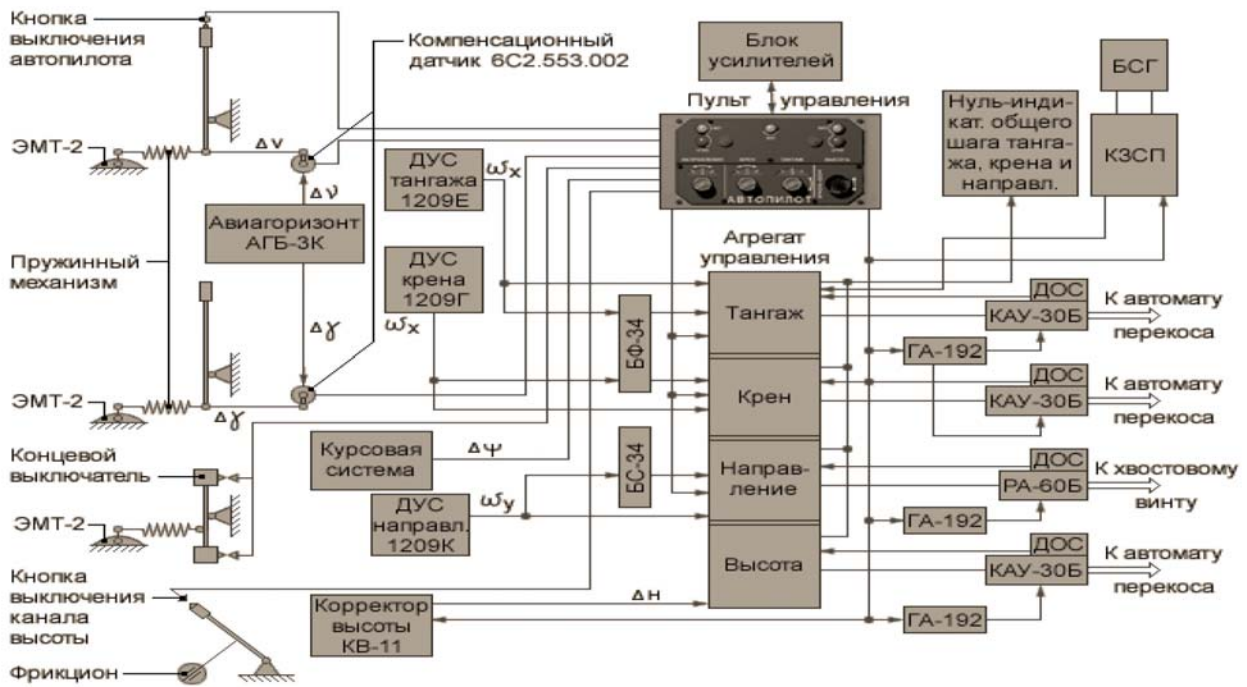 Кнопка
выключения
автопилота
ЭМТ-2
Δν
Компенсационный
датчик 6С2.553.002
Δν
Авиагоризонт
АГБ-3К
Пружинный
механизм
Δγ
ЭМТ-2
Δγ
Концевой
выключатель
ЭМТ-2
Кнопка
выключения
канала
высоты
Фрикцион
ДУС
тангажа
1209Е
ωx
ДУС
крена
1209Г
ωx
Курсовая
система
Δψ
ДУС
направл.
1209К
ωy
Корректор
высоты
КВ-11
ΔН
БФ-34
БС-34
Блок
усилителей
Пульт управления
НАПРАВЛЕНИЕ КРЕН ТАНГАЖ ВЫСОТА
АВТОПИЛОТ
Агрегат
управления
Тангаж
Крен
Направ-
ление
Высота
Нуль-инди-
кат. общего
шага танга-
жа, крена и
направл.
БСГ
КЗСП
ДОС
КАУ-30Б
К автомату
перекоса
ГА-192
ДОС
КАУ-30Б
К автомату
перекоса
ДОС
РА-60Б
К хвостовому
винту
ГА-192
ДОС
КАУ-30Б
К автомату
перекоса
ГА-192